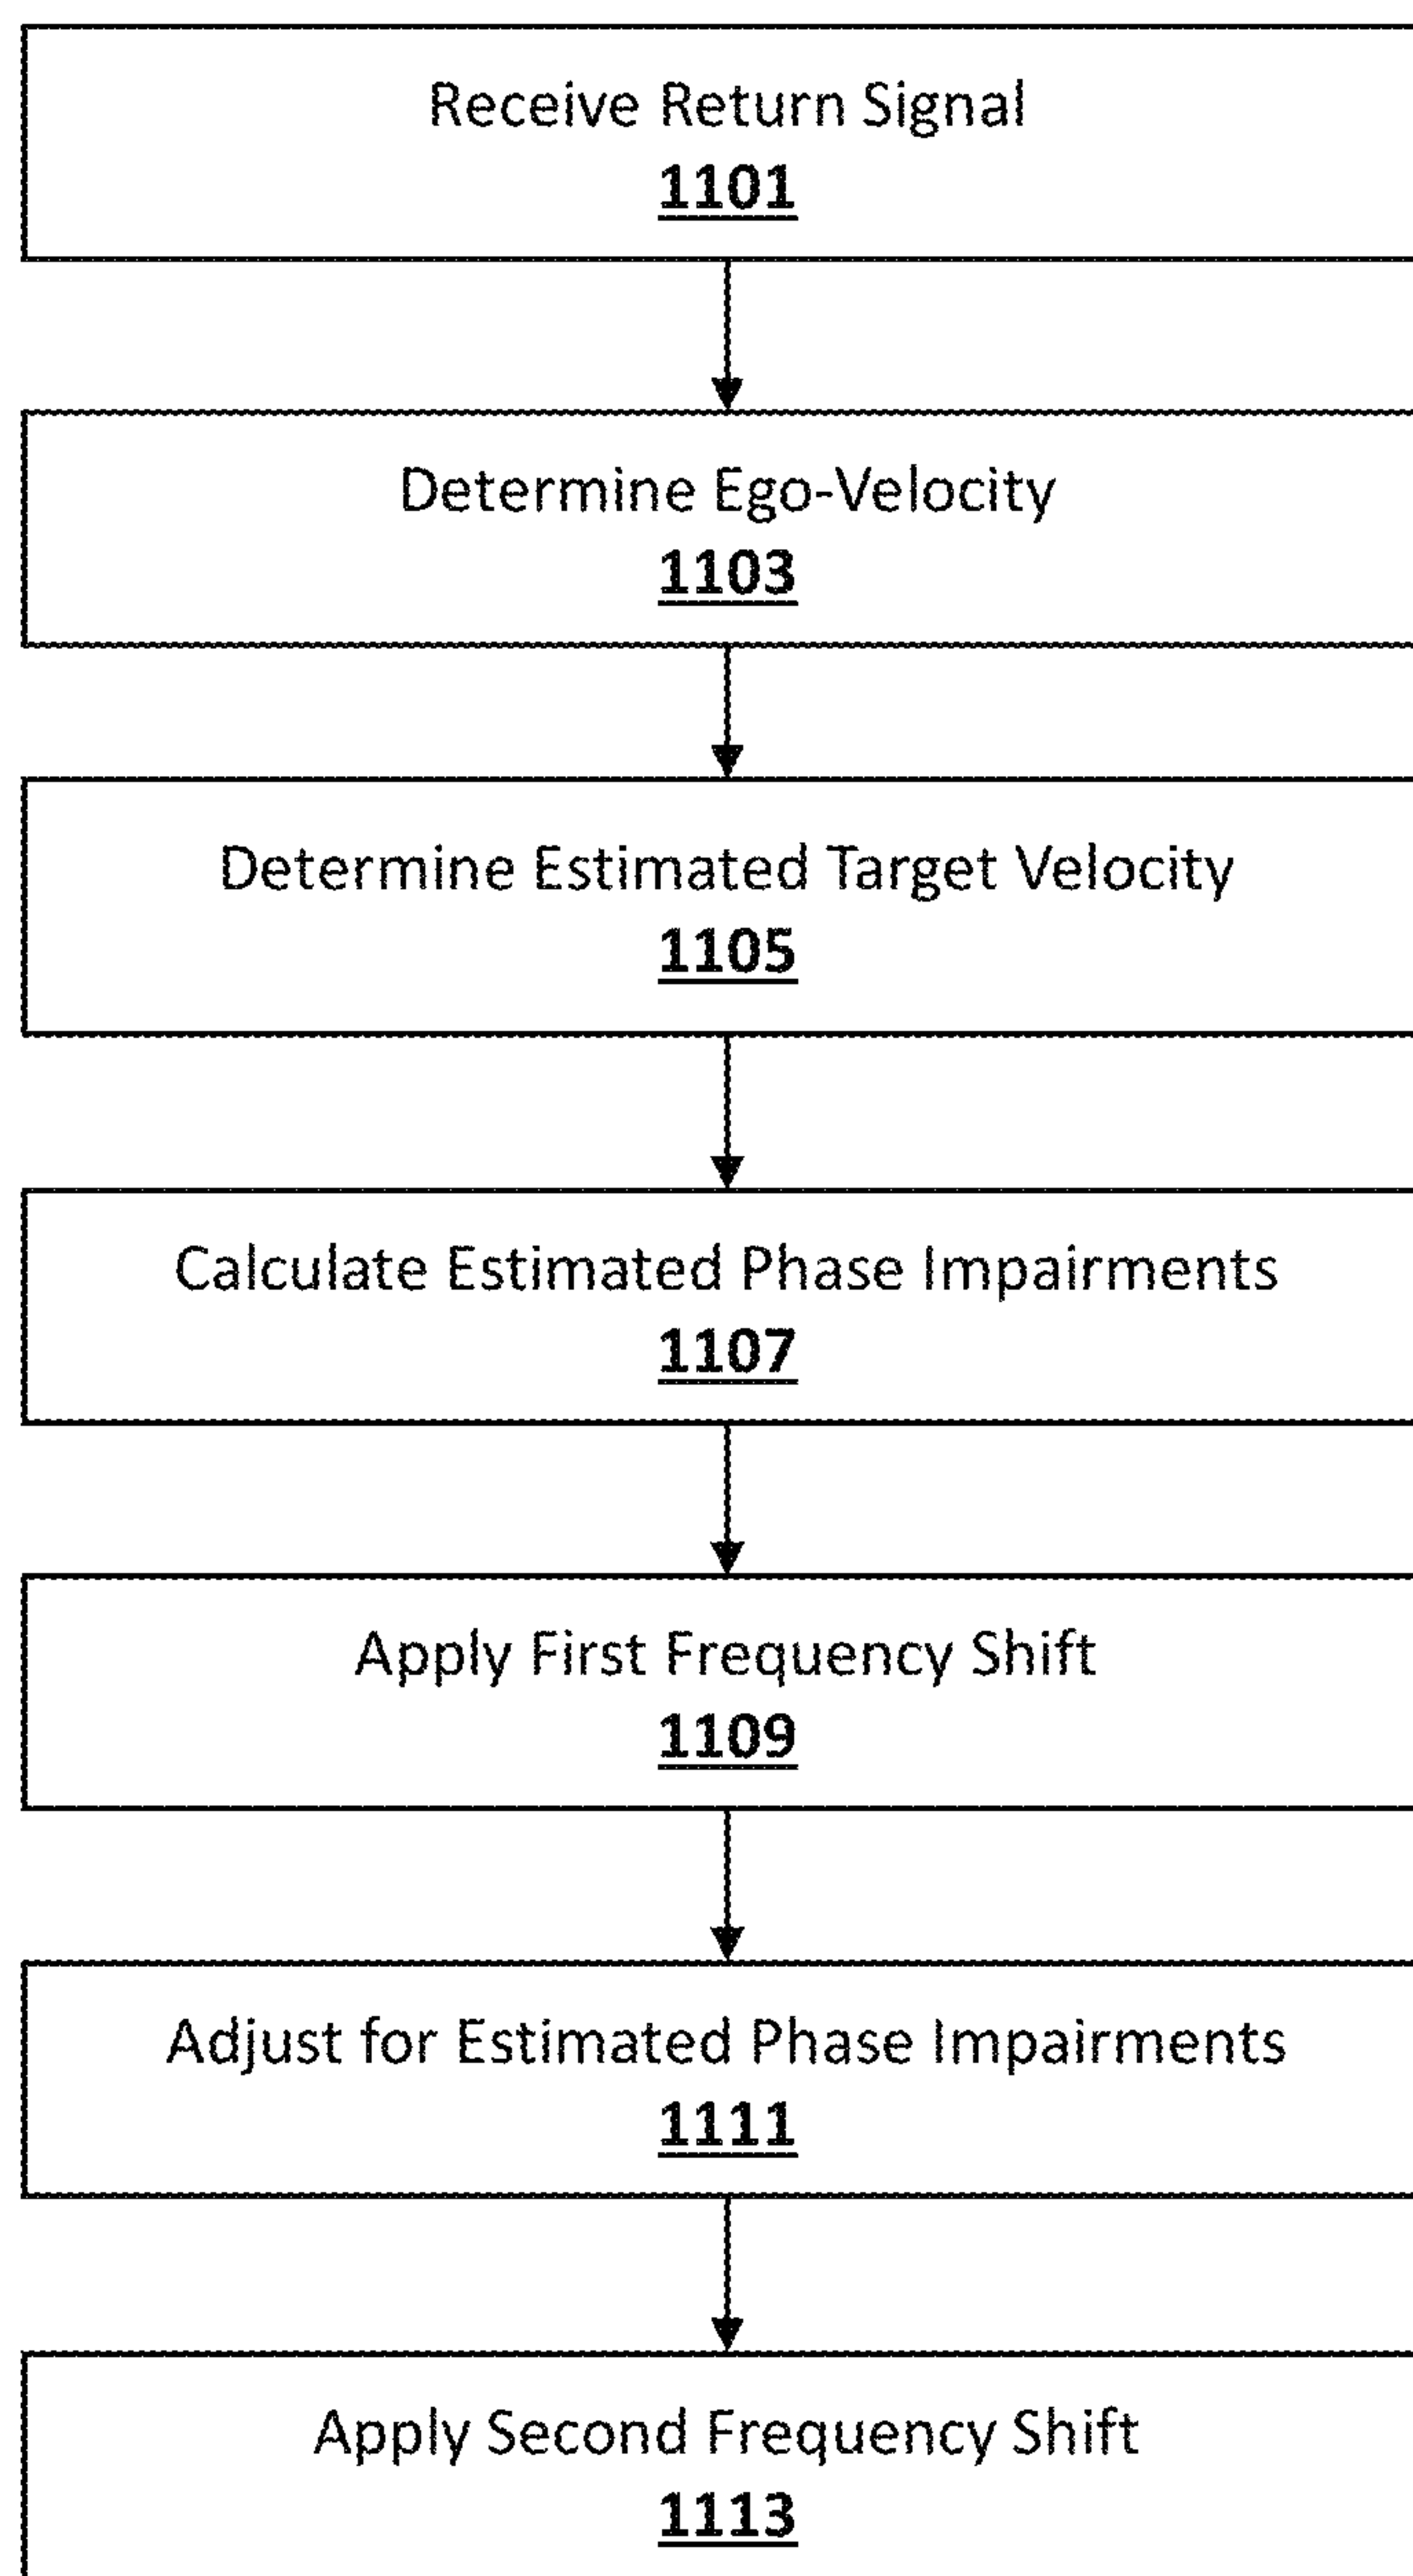 Receive Return Signal
1101
Determine Ego-Velocity
1103
Determine Estimated Target Velocity
1105
Calculate Estimated Phase Impairments
1107
Apply First Frequency Shift
1109
Adjust for Estimated Phase Impairments
1111
Apply Second Frequency Shift
1113